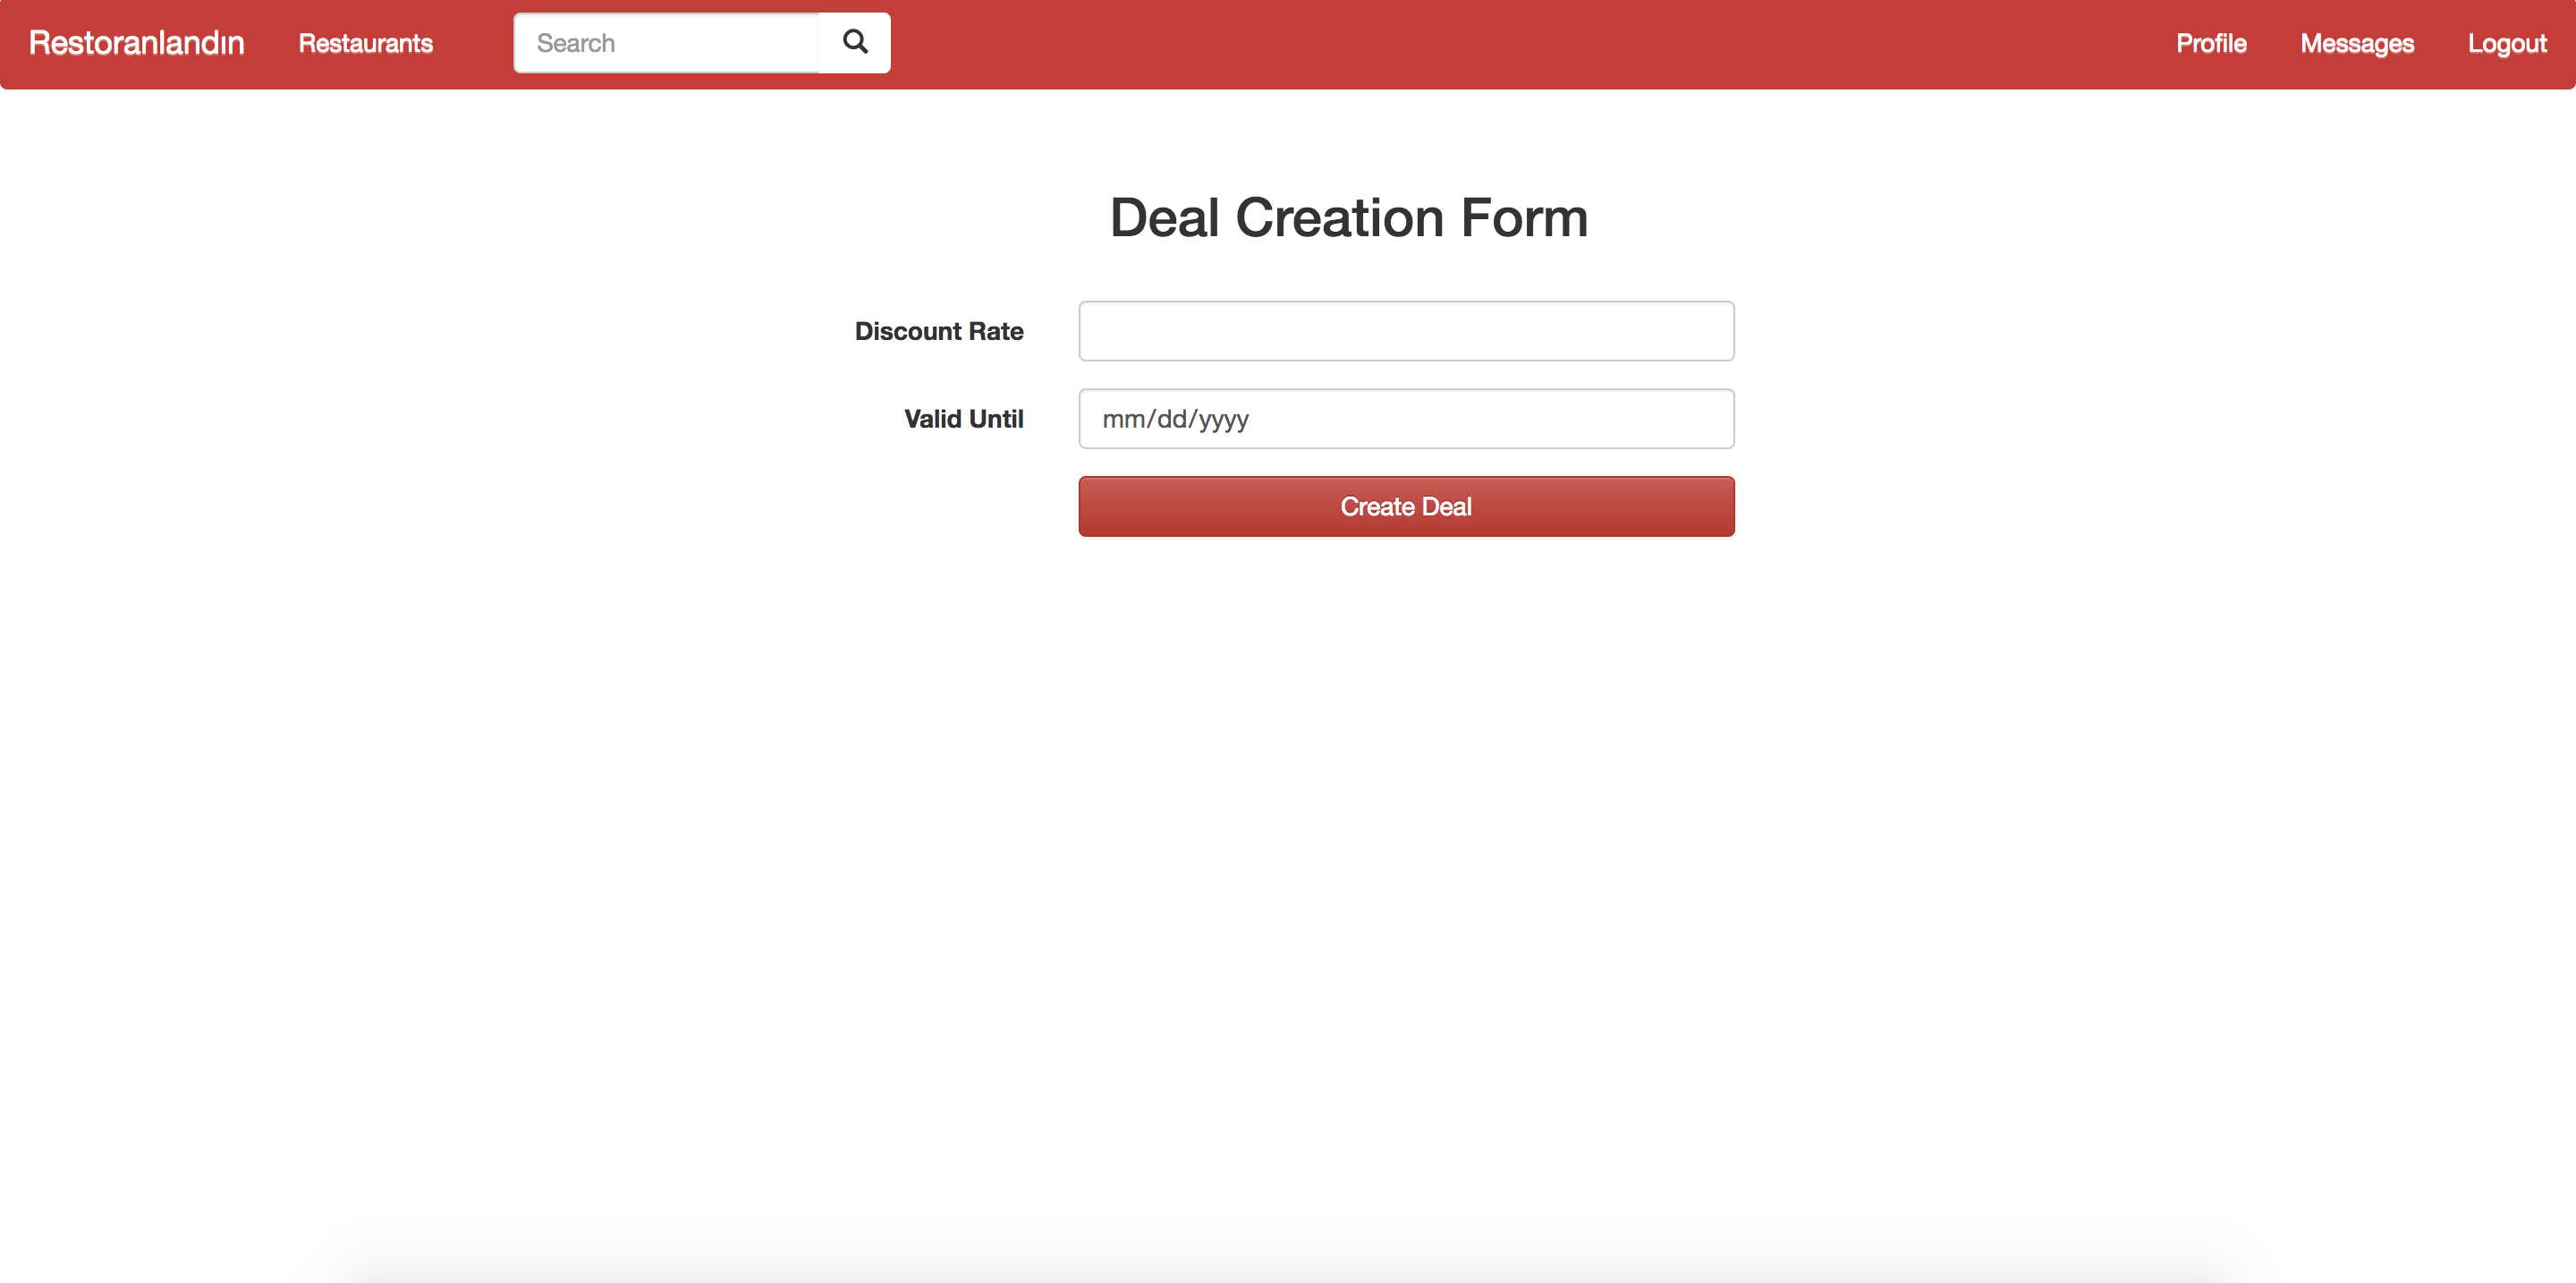 Restoranlandın Restaurants Search Profile Messages Logout
Deal Creation Form
Discount Rate
Valid Until mm/dd/yyyy
Create Deal